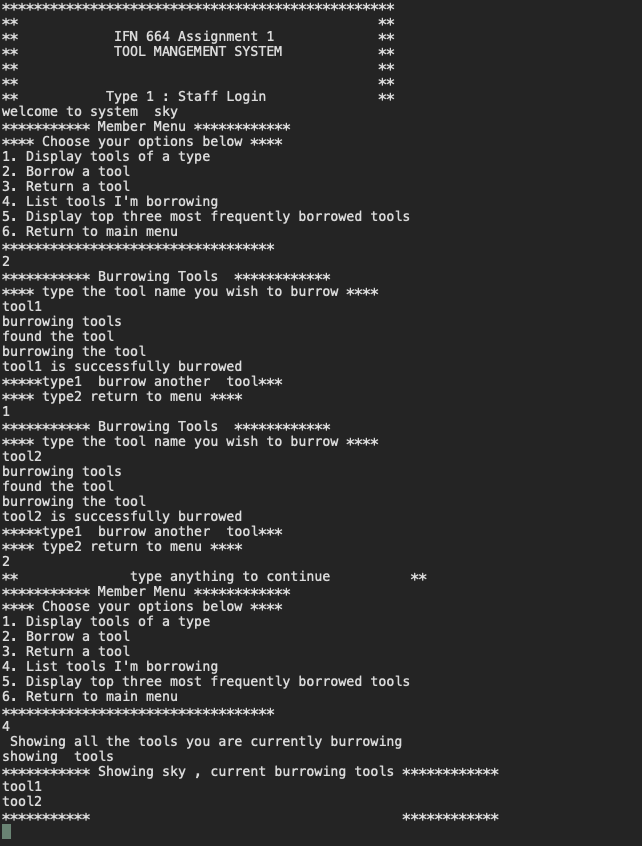 *************************************************
**                                             **
**            IFN 664 Assignment 1             **
**            TOOL MANGEMENT SYSTEM            **
**                                             **
**                                             **
**           Type 1 : Staff Login              **
welcome to system  sky
*********** Member Menu ************
**** Choose your options below ****
1. Display tools of a type
2. Borrow a tool
3. Return a tool
4. List tools I'm borrowing
5. Display top three most frequently borrowed tools
6. Return to main menu
**********************************
2
*********** Burrowing Tools  ************
**** type the tool name you wish to burrow ****
tool1
burrowing tools
found the tool
burrowing the tool
tool1 is successfully burrowed
*****type1  burrow another  tool***
**** type2 return to menu ****
1
*********** Burrowing Tools  ************
**** type the tool name you wish to burrow ****
tool2
burrowing tools
found the tool
burrowing the tool
tool2 is successfully burrowed
*****type1  burrow another  tool***
**** type2 return to menu ****
2
**              type anything to continue          **
*********** Member Menu ************
**** Choose your options below ****
1. Display tools of a type
2. Borrow a tool
3. Return a tool
4. List tools I'm borrowing
5. Display top three most frequently borrowed tools
6. Return to main menu
**********************************
4
 Showing all the tools you are currently burrowing
showing  tools
*********** Showing sky , current burrowing tools ************
tool1
tool2
***********                                       ************